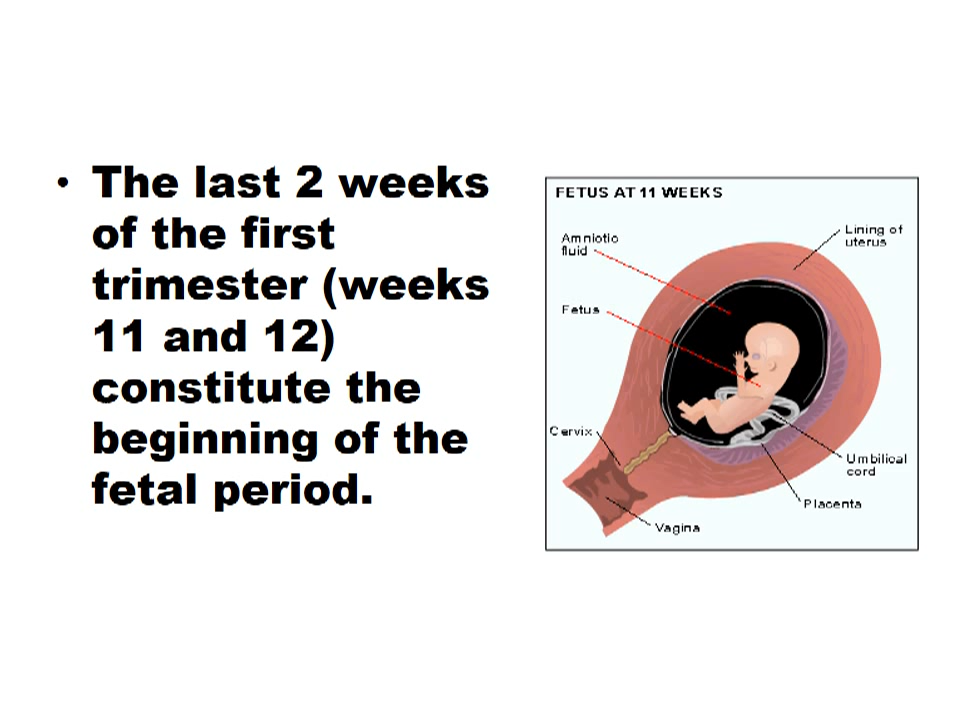 • The last 2 weeks
of the first
trimester (weeks
11 and 12)
constitute the
beginning of the
fetal period.
FETUS AT 11 WEEKS
Amniotic
fluid
Lining of
uterus
Fetus
Cervix
Umbilical
cord
Placenta
Vagina